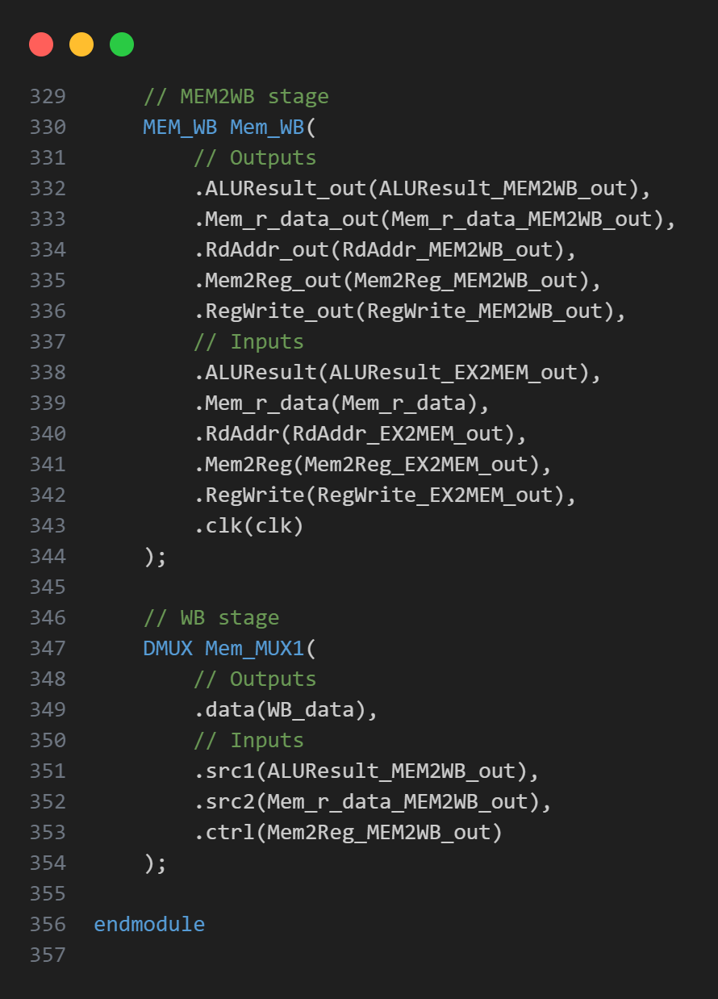 329 // MEM2WB stage
330 MEM_WB Mem_WB(
331 // Outputs
332 .ALUResult_out(ALUResult_MEM2WB_out),
333 .Mem_r_data_out(Mem_r_data_MEM2WB_out),
334 .RdAddr_out(RdAddr_MEM2WB_out),
335 .Mem2Reg_out(Mem2Reg_MEM2WB_out),
336 .RegWrite_out(RegWrite_MEM2WB_out),
337 // Inputs
338 .ALUResult(ALUResult_EX2MEM_out),
339 .Mem_r_data(Mem_r_data),
340 .RdAddr(RdAddr_EX2MEM_out),
341 .Mem2Reg(Mem2Reg_EX2MEM_out),
342 .RegWrite(RegWrite_EX2MEM_out),
343 .clk(clk)
344 );
345
346 // WB stage
347 DMUX Mem_MUX1(
348 // Outputs
349 .data(WB_data),
350 // Inputs
351 .src1(ALUResult_MEM2WB_out),
352 .src2(Mem_r_data_MEM2WB_out),
353 .ctrl(Mem2Reg_MEM2WB_out)
354 );
355
356 endmodule
357